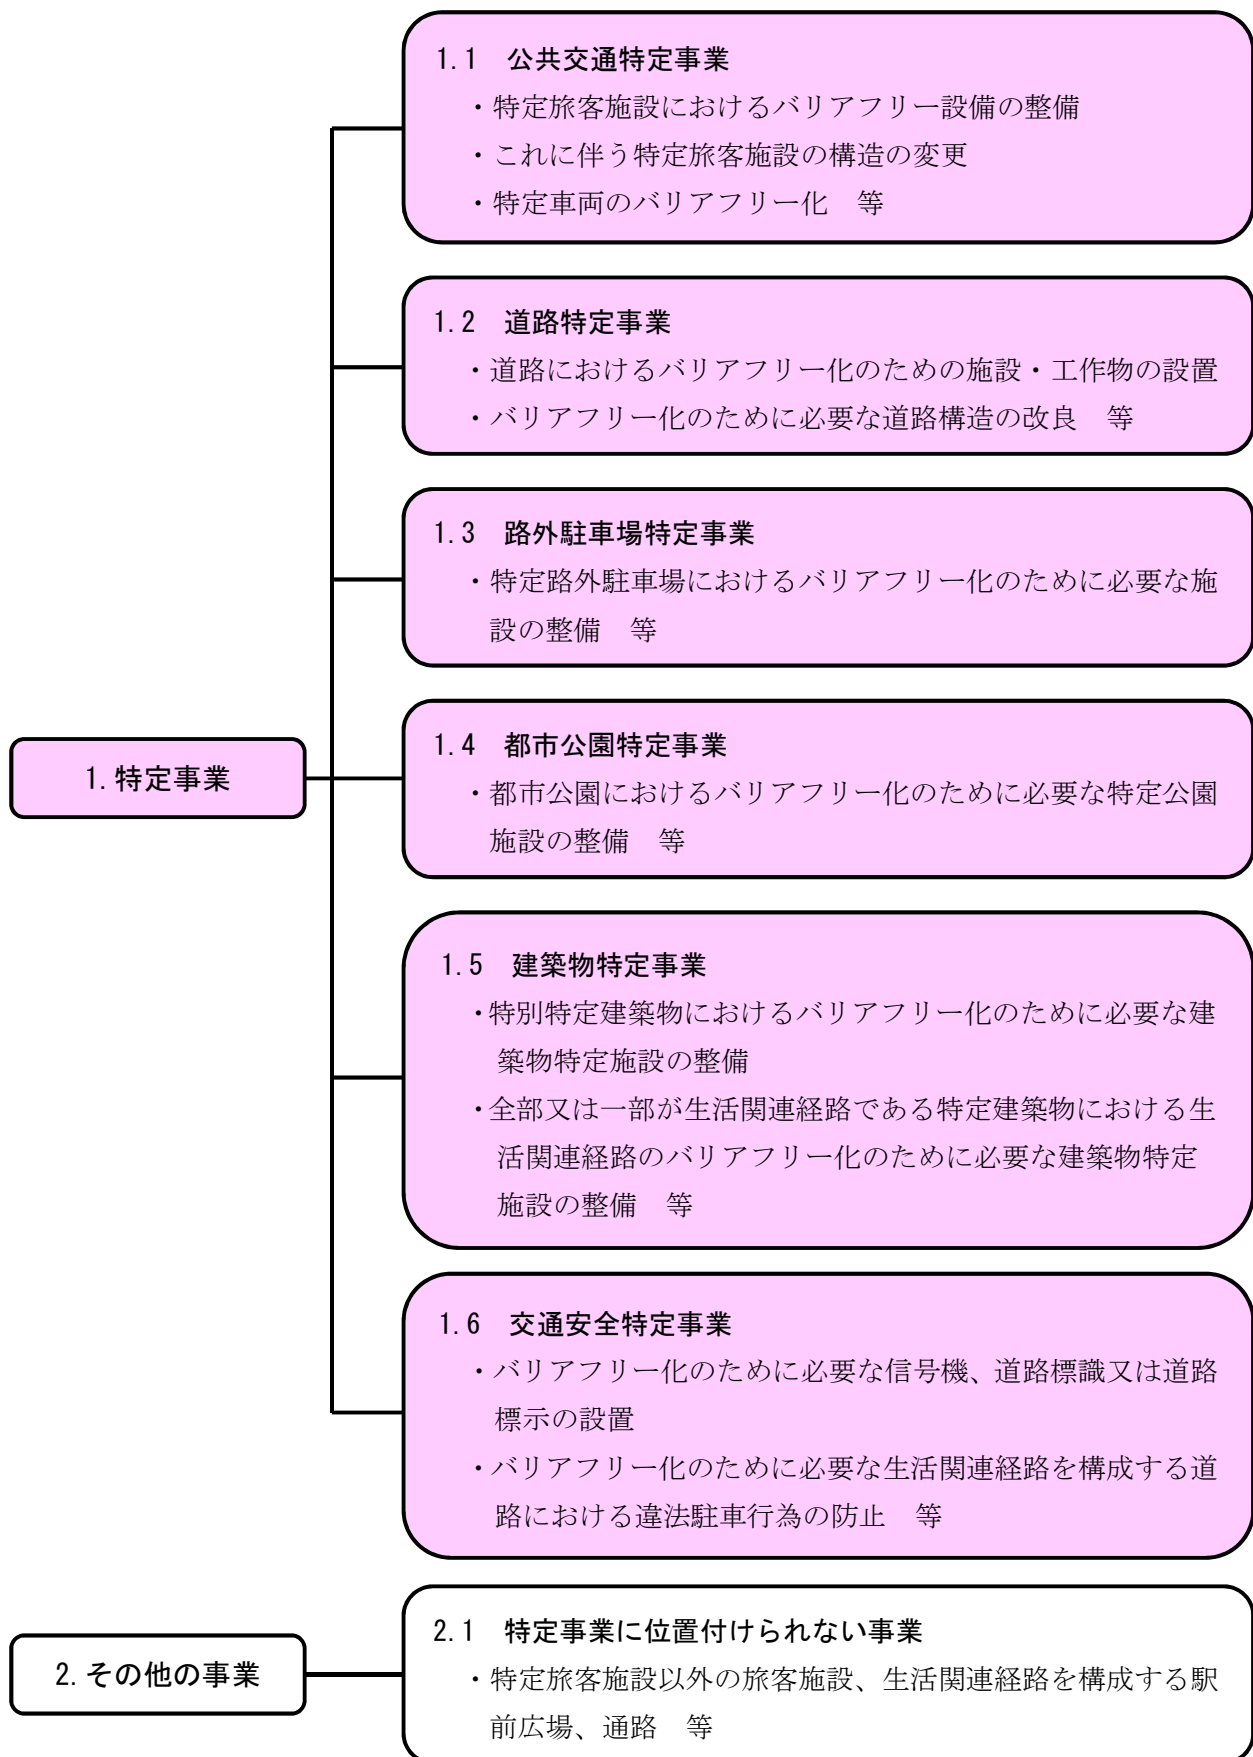 1.1　公共交通特定事業
・特定旅客施設におけるバリアフリー設備の整備
・これに伴う特定旅客施設の構造の変更
・特定車両のバリアフリー化　等
1.2　道路特定事業
・道路におけるバリアフリー化のための施設・工作物の設置
・バリアフリー化のために必要な道路構造の改良　等
1.3　路外駐車場特定事業
・特定路外駐車場におけるバリアフリー化のために必要な施
設の整備　等
1.特定事業
1.4　都市公園特定事業
・都市公園におけるバリアフリー化のために必要な特定公園
施設の整備　等
1.5　建築物特定事業
・特別特定建築物におけるバリアフリー化のために必要な建
築物特定施設の整備
・全部又は一部が生活関連経路である特定建築物における生
活関連経路のバリアフリー化のために必要な建築物特定
施設の整備　等
1.6　交通安全特定事業
・バリアフリー化のために必要な信号機、道路標識又は道路
標示の設置
・バリアフリー化のために必要な生活関連経路を構成する道
路における違法駐車行為の防止　等
2.その他の事業
2.1　特定事業に位置付けられない事業
・特定旅客施設以外の旅客施設、生活関連経路を構成する駅
前広場、通路　等